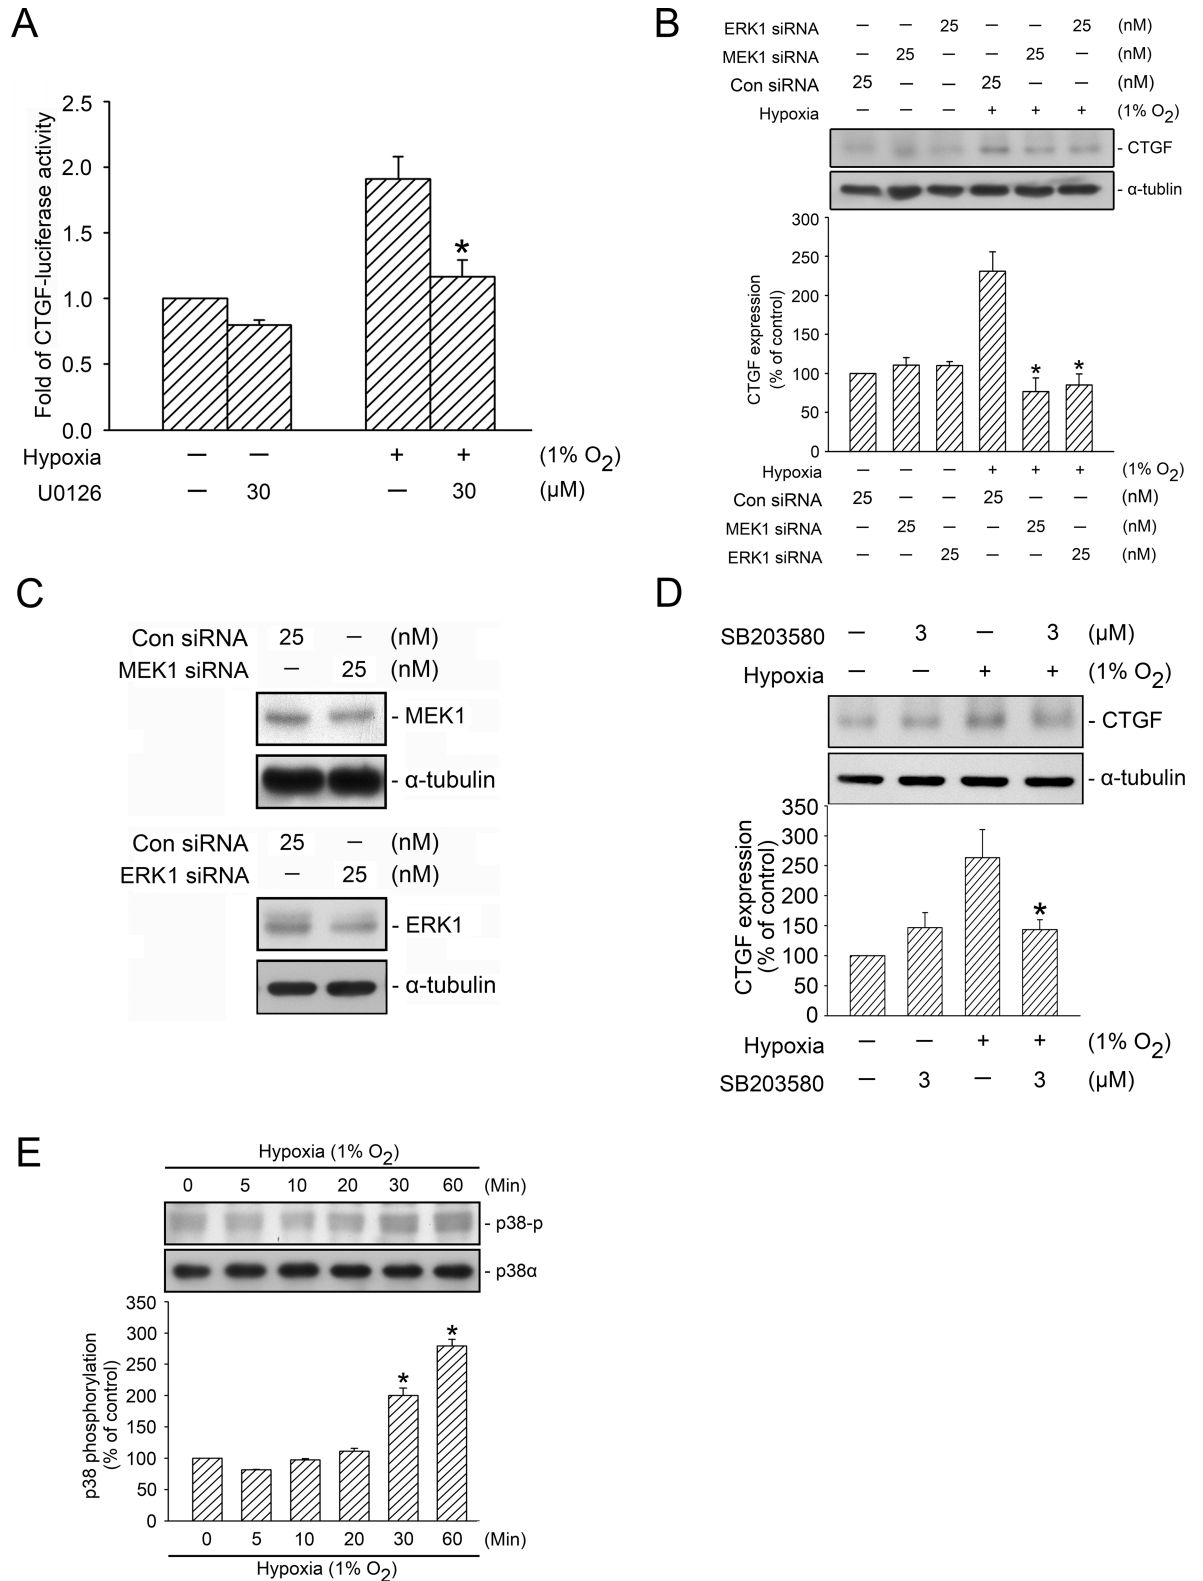 A
Fold of CTGF-luciferase activity
2.5
2.0
1.5
1.0
0.5
0.0
*
Hypoxia — — + + (1% O2)
U0126 — 30 — 30 (μM)
B
ERK1 siRNA — — 25 — — 25 (nM)
MEK1 siRNA — 25 — — 25 — (nM)
Con siRNA 25 — — 25 — — (nM)
Hypoxia — — — + + + (1% O2)
- CTGF
- α-tublin
CTGF expression
(% of control)
300
250
200
150
100
50
0
* *
Hypoxia — — — + + + (1% O2)
Con siRNA 25 — — 25 — — (nM)
MEK1 siRNA — 25 — — 25 — (nM)
ERK1 siRNA — — 25 — — 25 (nM)
C
Con siRNA 25 — (nM)
MEK1 siRNA — 25 (nM)
- MEK1
- α-tubulin
Con siRNA 25 — (nM)
ERK1 siRNA — 25 (nM)
- ERK1
- α-tubulin
D
SB203580 — 3 — 3 (μM)
Hypoxia — — + + (1% O2)
- CTGF
- α-tubulin
CTGF expression
(% of control)
350
300
250
200
150
100
50
0
*
Hypoxia — — + + (1% O2)
SB203580 — 3 — 3 (μM)
E
Hypoxia (1% O2)
0 5 10 20 30 60 (Min)
- p38-p
- p38α
p38 phosphorylation
(% of control)
350
300
250
200
150
100
50
0
* *
0 5 10 20 30 60 (Min)
Hypoxia (1% O2)